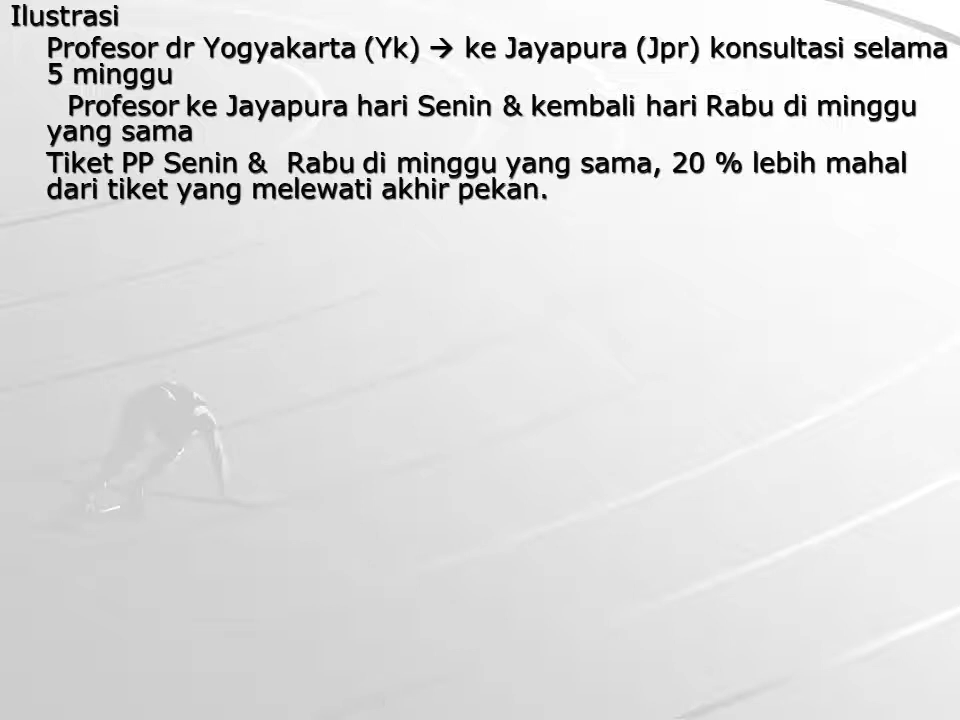 Ilustrasi
Profesor dr Yogyakarta (Yk) → ke Jayapura (Jpr) konsultasi selama
5 minggu
Profesor ke Jayapura hari Senin & kembali hari Rabu di minggu
yang sama
Tiket PP Senin & Rabu di minggu yang sama, 20 % lebih mahal
dari tiket yang melewati akhir pekan.